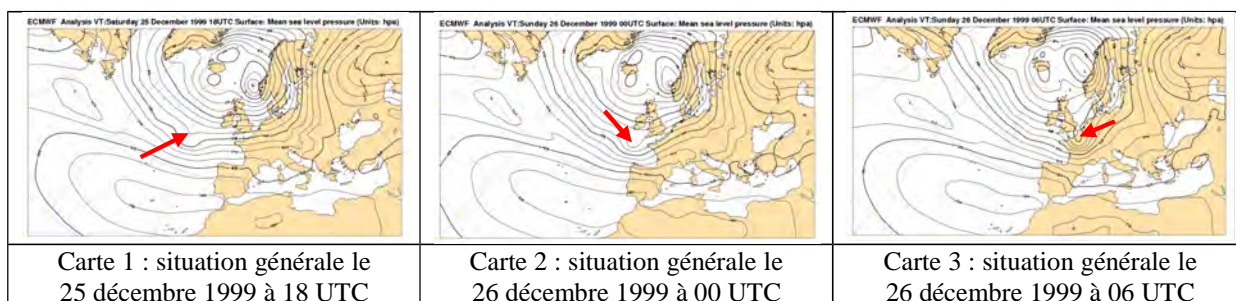 ECMWF Analysis VT:Saturday 25 December 1999 18UTC Surface: Mean sea level pressure (Units: hpa)
ECMWF Analysis VT:Sunday 26 December 1999 00UTC Surface: Mean sea level pressure (Units: hpa)
ECMWF Analysis VT:Sunday 26 December 1999 06UTC Surface: Mean sea level pressure (Units: hpa)
Carte 1 : situation générale le
25 décembre 1999 à 18 UTC
Carte 2 : situation générale le
26 décembre 1999 à 00 UTC
Carte 3 : situation générale le
26 décembre 1999 à 06 UTC